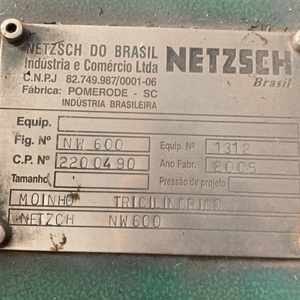 NETZSCH DO BRASIL
Indústria e Comércio Ltda
C.N.P.J 82.749.987/0001-06
Fábrica: POMERODE - SC
INDÚSTRIA BRASILEIRA
NETZSCH
Brasil
Equip.
Fig. Nº NW 600 Equip. Nº 1312
C.P. Nº 2200490 Ano Fabr. 2005
Tamanho Pressão de projeto
MOINHO TRICILINDRICO
NETZCH NW600